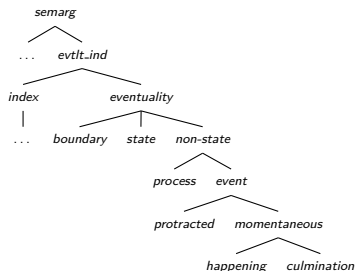 semarg
... evtlt_ind
index eventuality
... boundary state non-state
process event
protracted momentaneous
happening culmination